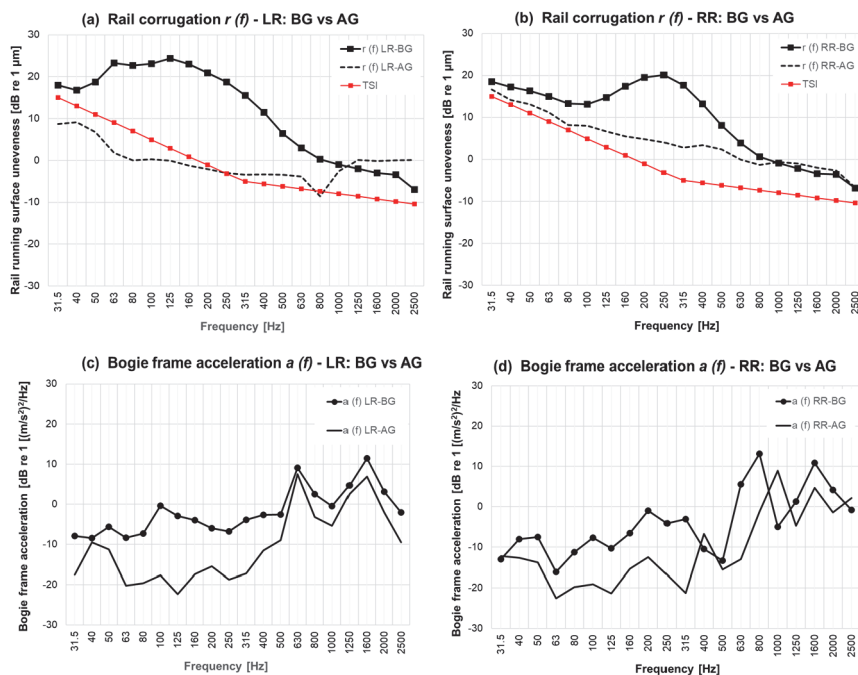 (a) Rail corrugation r (f) - LR: BG vs AG
Rail running surface uneveness [dB re 1 µm]
30
20
10
0
-10
-20
-30
r (f) LR-BG
r (f) LR-AG
TSI
31.5 40 50 63 80 100 125 160 200 250 315 400 500 630 800 1000 1250 1600 2000 2500
Frequency [Hz]
(b) Rail corrugation r (f) - RR: BG vs AG
Rail running surface uneveness [dB re 1 µm]
30
20
10
0
-10
-20
-30
r (f) RR-BG
r (f) RR-AG
TSI
31.5 40 50 63 80 100 125 160 200 250 315 400 500 630 800 1000 1250 1600 2000 2500
Frequency [Hz]
(c) Bogie frame acceleration a (f) - LR: BG vs AG
Bogie frame acceleration [dB re 1 [(m/s²)²/Hz]
30
20
10
0
-10
-20
-30
a (f) LR-BG
a (f) LR-AG
31.5 40 50 63 80 100 125 160 200 250 315 400 500 630 800 1000 1250 1600 2000 2500
Frequency [Hz]
(d) Bogie frame acceleration a (f) - RR: BG vs AG
Bogie frame acceleration [dB re 1 [(m/s²)²/Hz]
30
20
10
0
-10
-20
-30
a (f) RR-BG
a (f) RR-AG
31.5 40 50 63 80 100 125 160 200 250 315 400 500 630 800 1000 1250 1600 2000 2500
Frequency [Hz]